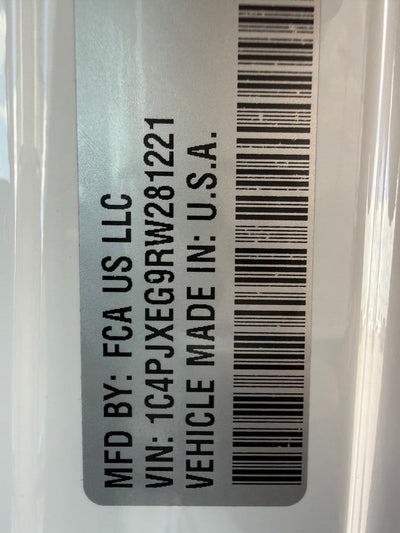 MFD BY: FCA US LLC
VIN: 1C4PJXEG9RW281221
VEHICLE MADE IN: U.S.A.